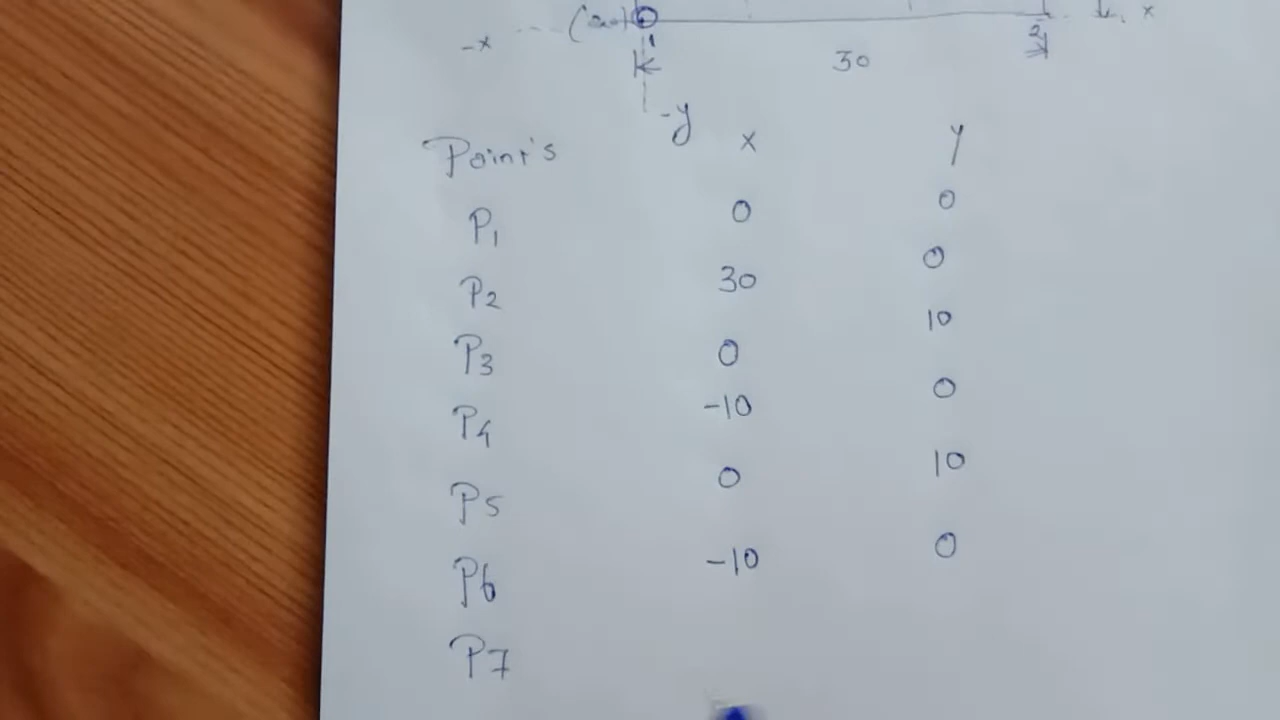 -x x
1 2
30
-y
Point's x y
P1 0 0
P2 30 0
P3 0 10
P4 -10 0
P5 0 10
P6 -10 0
P7